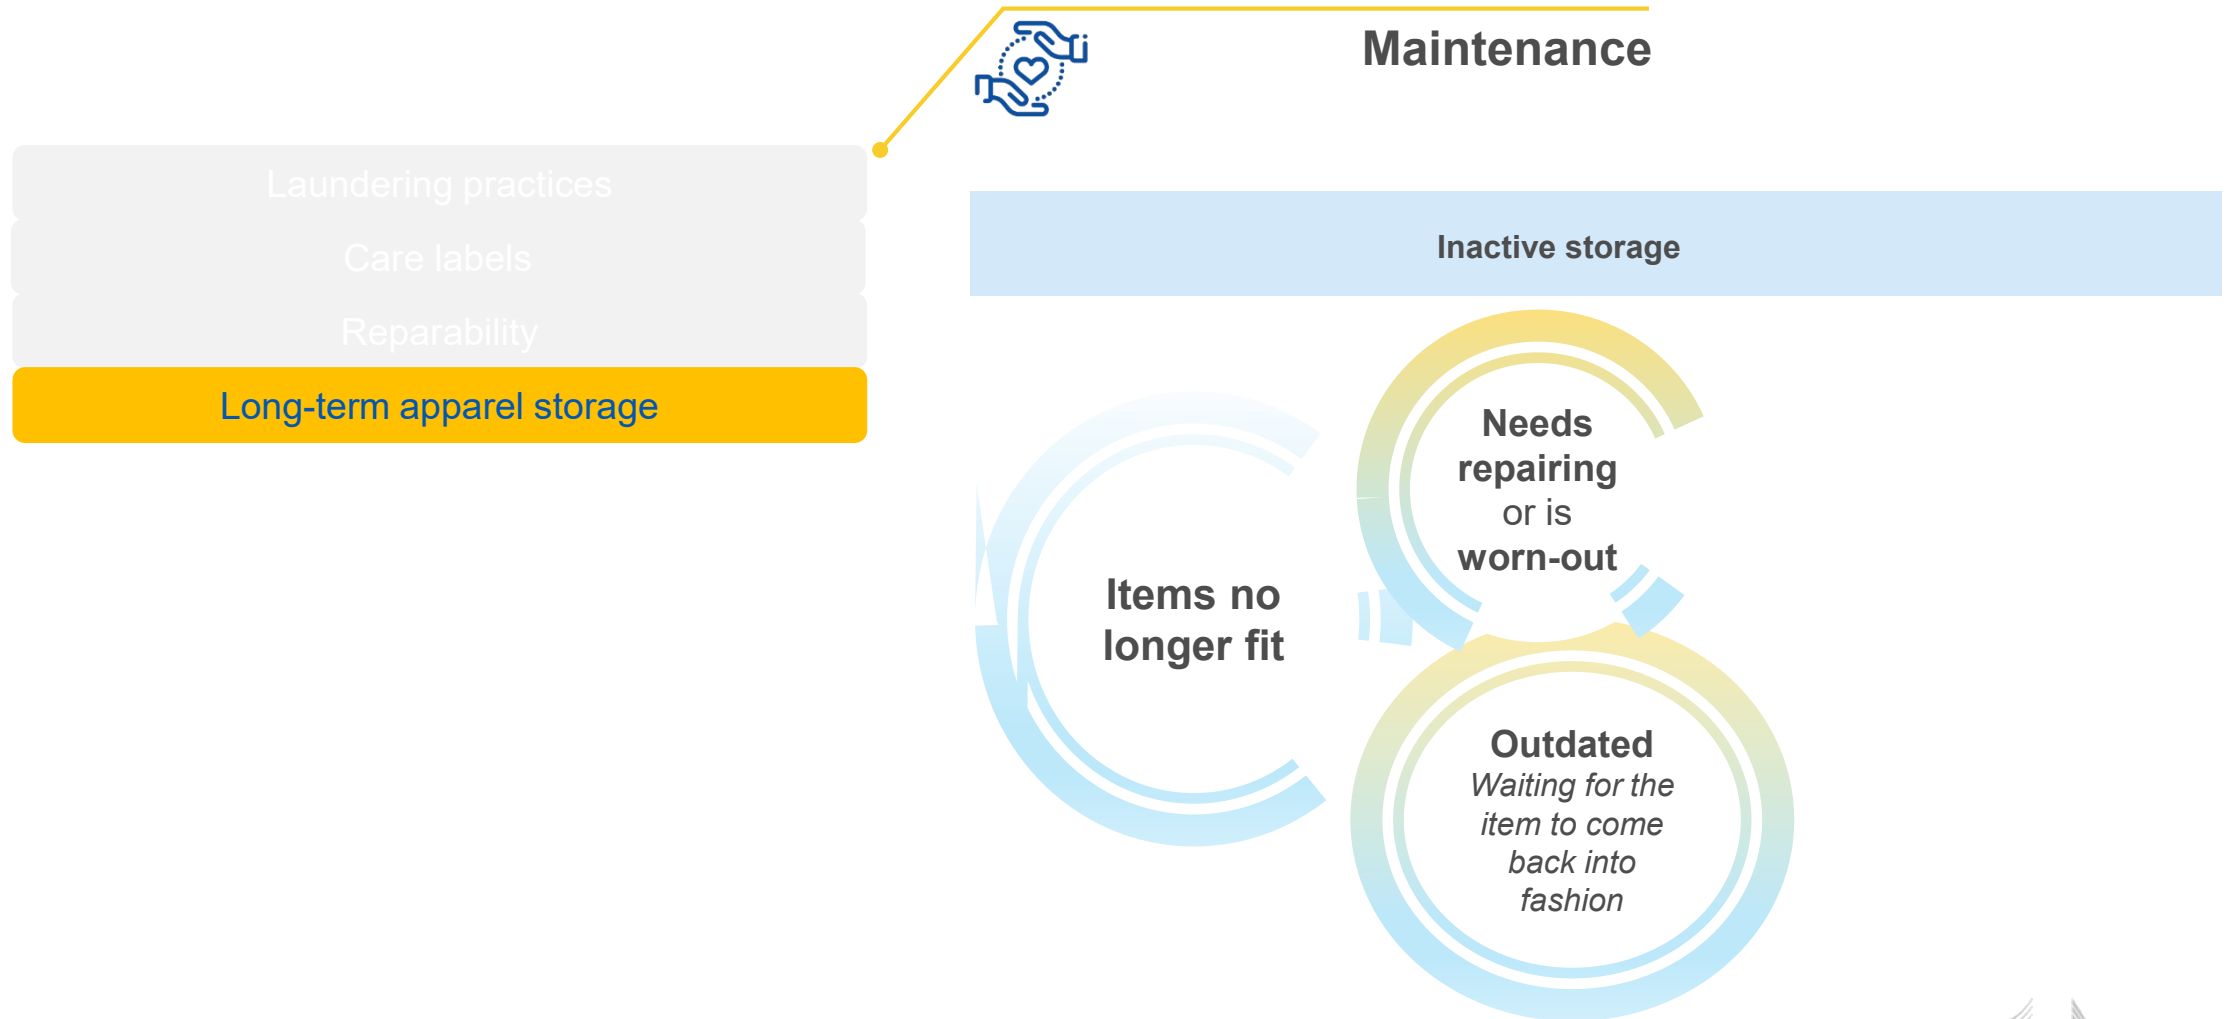 Maintenance
Laundering practices
Care labels
Reparability
Long-term apparel storage
Inactive storage
Items no
longer fit
Needs
repairing
or is
worn-out
Outdated
Waiting for the
item to come
back into
fashion